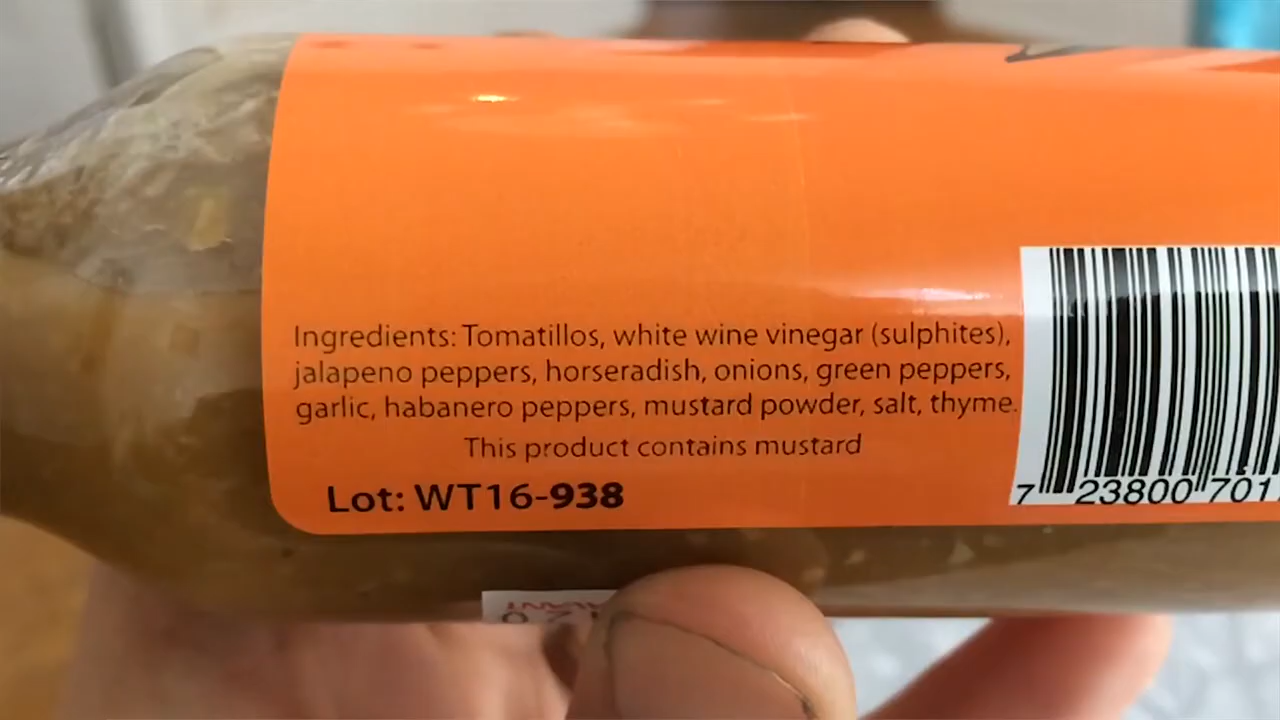 Ingredients: Tomatillos, white wine vinegar (sulphites),
jalapeno peppers, horseradish, onions, green peppers,
garlic, habanero peppers, mustard powder, salt, thyme.
This product contains mustard
Lot: WT16-938
7 23800 701